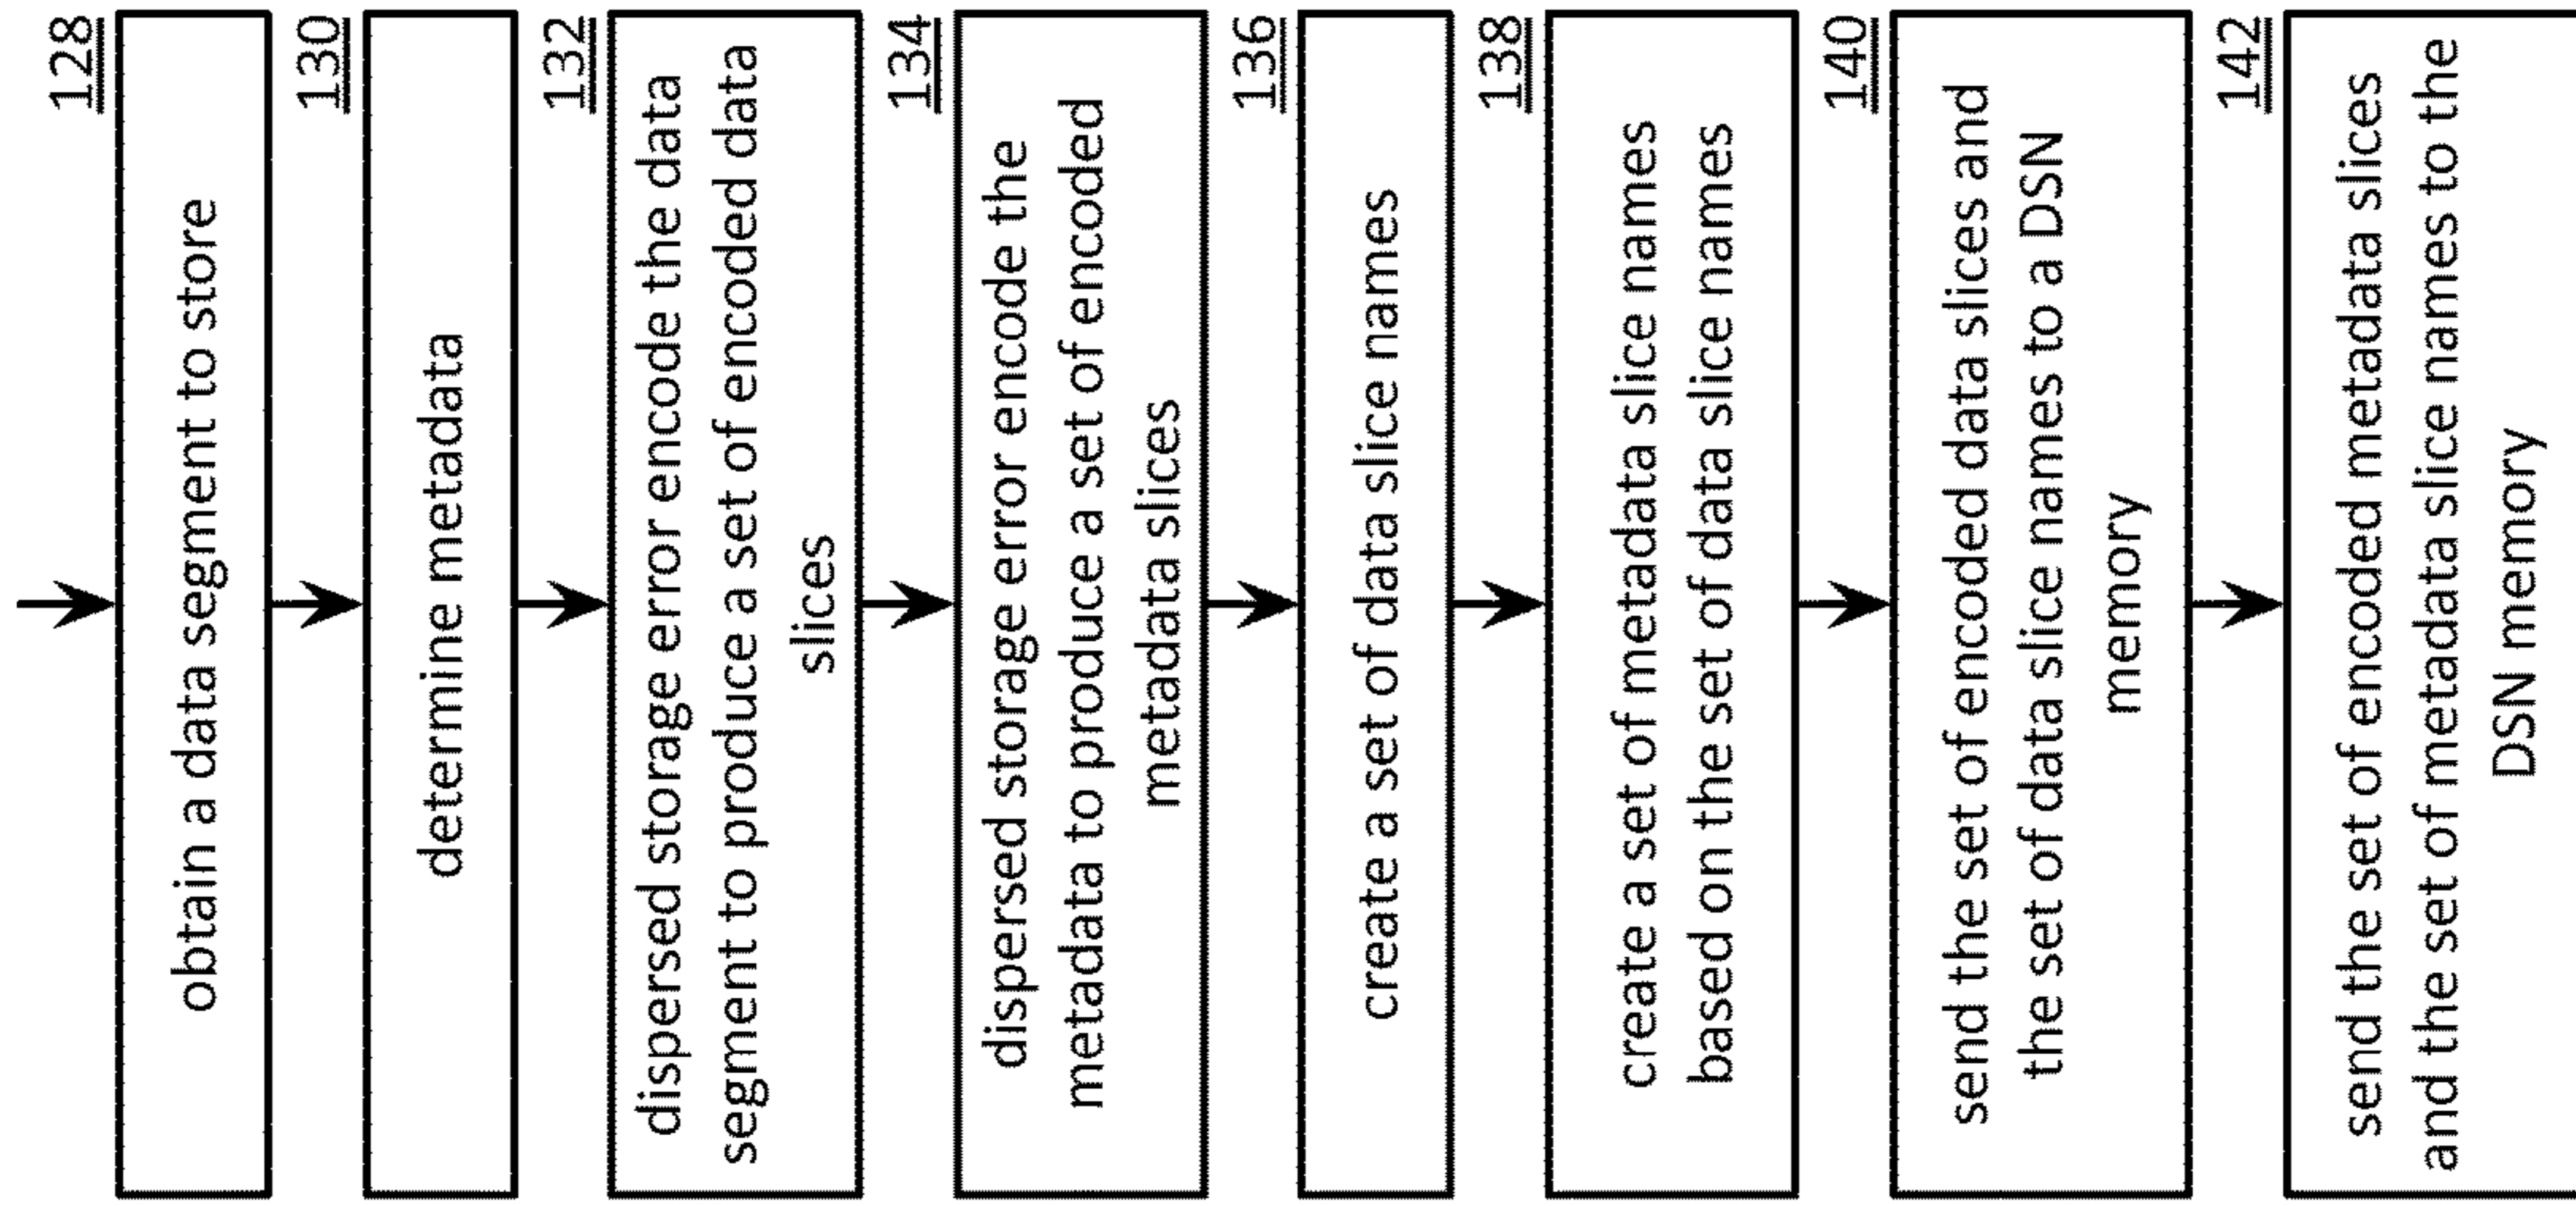 128
obtain a data segment to store
130
determine metadata
132
dispersed storage error encode the data
segment to produce a set of encoded data
slices
134
dispersed storage error encode the
metadata to produce a set of encoded
metadata slices
136
create a set of data slice names
138
create a set of metadata slice names
based on the set of data slice names
140
send the set of encoded data slices and
the set of data slice names to a DSN
memory
142
send the set of encoded metadata slices
and the set of metadata slice names to the
DSN memory